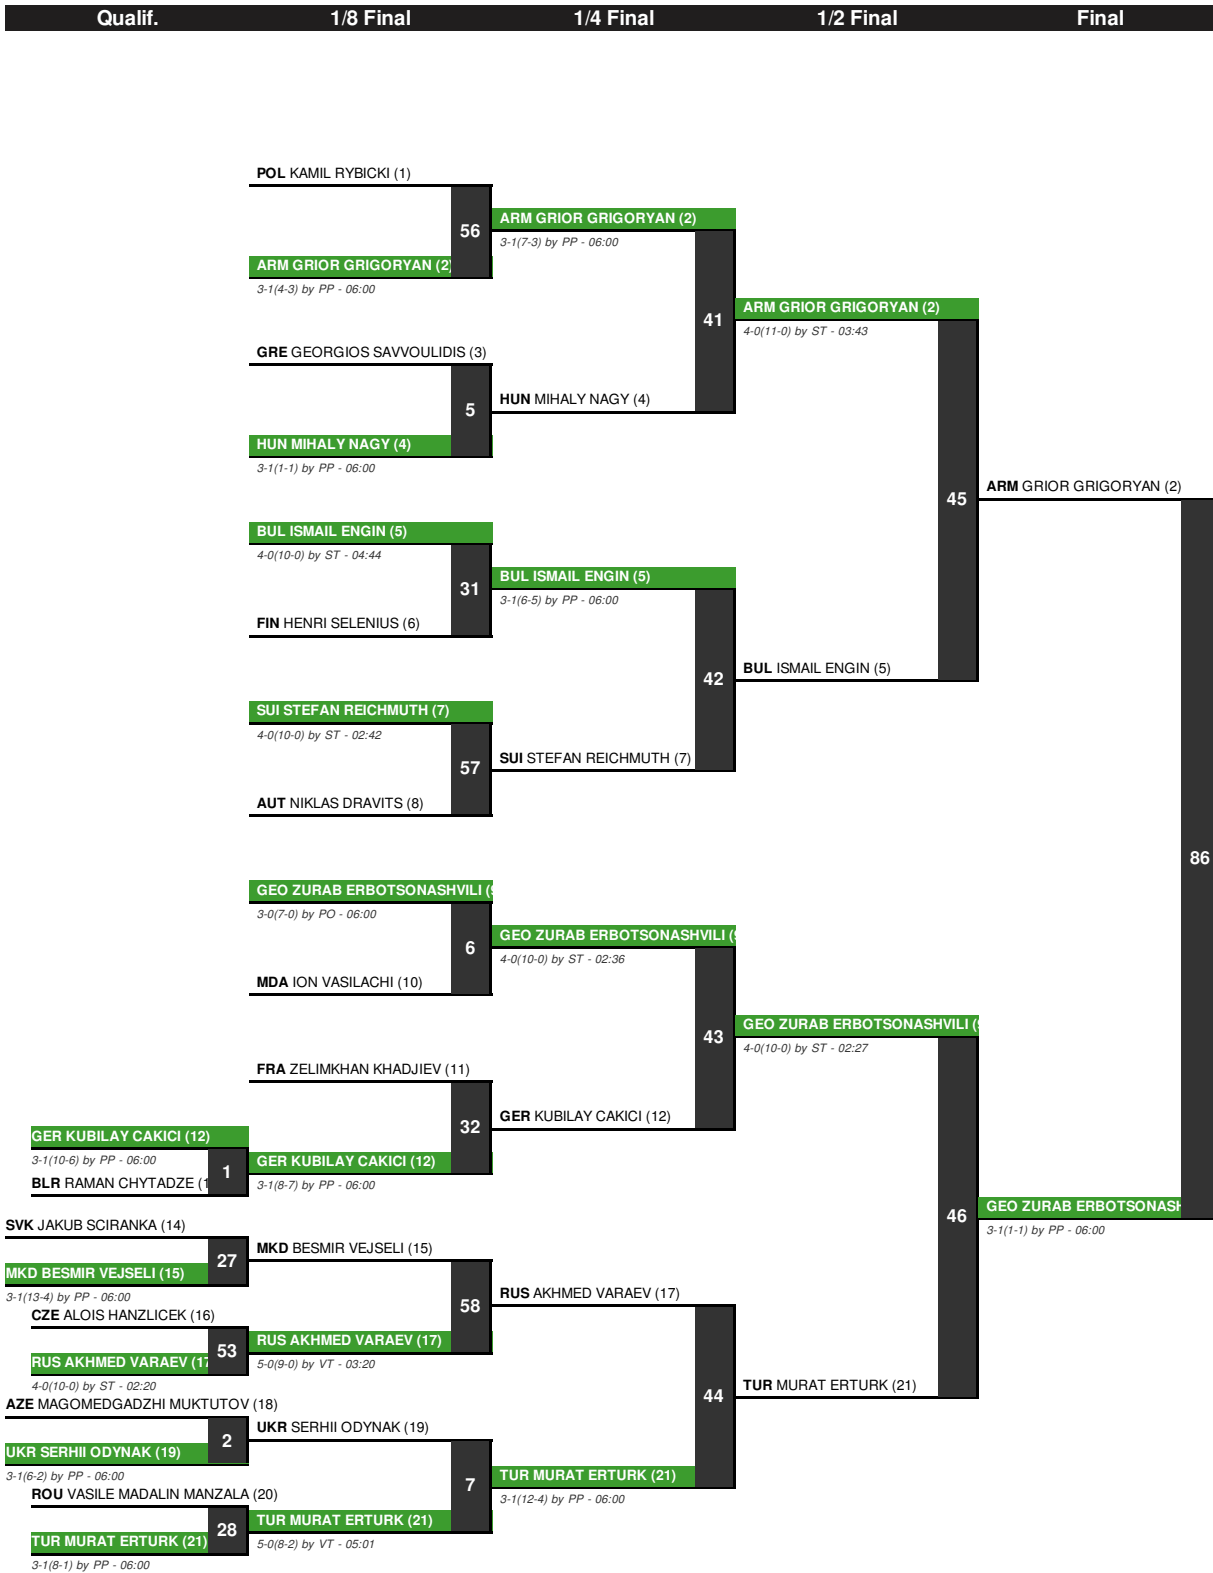 Qualif. 1/8 Final 1/4 Final 1/2 Final Final
POL KAMIL RYBICKI (1)
56
ARM GRIOR GRIGORYAN (2)
3-1(4-3) by PP - 06:00
GRE GEORGIOS SAVVOULIDIS (3)
5
HUN MIHALY NAGY (4)
3-1(1-1) by PP - 06:00
BUL ISMAIL ENGIN (5)
4-0(10-0) by ST - 04:44
31
FIN HENRI SELENIUS (6)
SUI STEFAN REICHMUTH (7)
4-0(10-0) by ST - 02:42
57
AUT NIKLAS DRAVITS (8)
GEO ZURAB ERBOTSONASHVILI (9
3-0(7-0) by PO - 06:00
6
MDA ION VASILACHI (10)
FRA ZELIMKHAN KHADJIEV (11)
32
GER KUBILAY CAKICI (12)
3-1(8-7) by PP - 06:00
GER KUBILAY CAKICI (12)
3-1(10-6) by PP - 06:00
1
BLR RAMAN CHYTADZE (1
SVK JAKUB SCIRANKA (14)
27
MKD BESMIR VEJSELI (15)
3-1(13-4) by PP - 06:00
CZE ALOIS HANZLICEK (16)
53
RUS AKHMED VARAEV (17
4-0(10-0) by ST - 02:20
AZE MAGOMEDGADZHI MUKTUTOV (18)
2
UKR SERHII ODYNAK (19)
3-1(6-2) by PP - 06:00
ROU VASILE MADALIN MANZALA (20)
28
TUR MURAT ERTURK (21)
3-1(8-1) by PP - 06:00
MKD BESMIR VEJSELI (15)
58
RUS AKHMED VARAEV (17)
5-0(9-0) by VT - 03:20
UKR SERHII ODYNAK (19)
7
TUR MURAT ERTURK (21)
5-0(8-2) by VT - 05:01
ARM GRIOR GRIGORYAN (2)
3-1(7-3) by PP - 06:00
41
HUN MIHALY NAGY (4)
BUL ISMAIL ENGIN (5)
3-1(6-5) by PP - 06:00
42
SUI STEFAN REICHMUTH (7)
GEO ZURAB ERBOTSONASHVILI (9
4-0(10-0) by ST - 02:36
43
GER KUBILAY CAKICI (12)
RUS AKHMED VARAEV (17)
44
TUR MURAT ERTURK (21)
3-1(12-4) by PP - 06:00
ARM GRIOR GRIGORYAN (2)
4-0(11-0) by ST - 03:43
45
BUL ISMAIL ENGIN (5)
GEO ZURAB ERBOTSONASHVILI (9
4-0(10-0) by ST - 02:27
46
TUR MURAT ERTURK (21)
ARM GRIOR GRIGORYAN (2)
86
GEO ZURAB ERBOTSONASH
3-1(1-1) by PP - 06:00